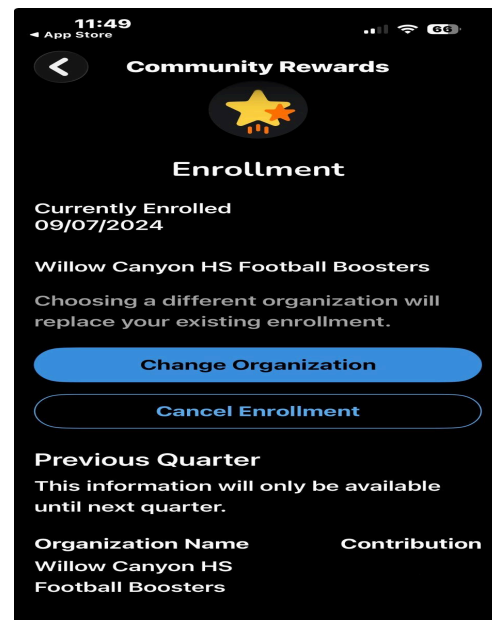 11:49
◀ App Store
66
Community Rewards
Enrollment
Currently Enrolled
09/07/2024
Willow Canyon HS Football Boosters
Choosing a different organization will
replace your existing enrollment.
Change Organization
Cancel Enrollment
Previous Quarter
This information will only be available
until next quarter.
Organization Name Contribution
Willow Canyon HS
Football Boosters